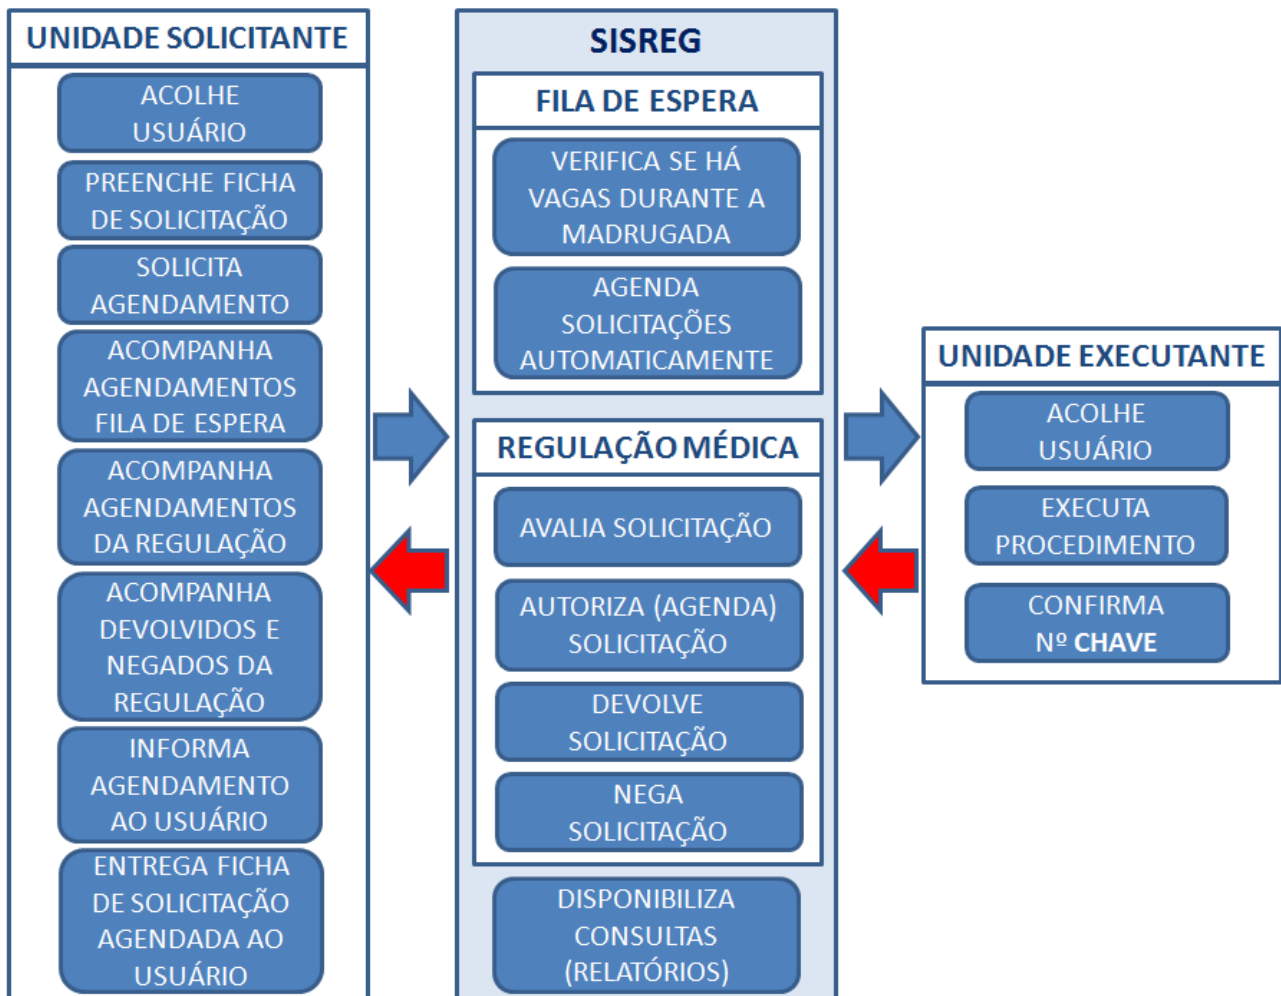 UNIDADE SOLICITANTE
ACOLHE
USUÁRIO
PREENCHE FICHA
DE SOLICITAÇÃO
SOLICITA
AGENDAMENTO
ACOMPANHA
AGENDAMENTOS
FILA DE ESPERA
ACOMPANHA
AGENDAMENTOS
DA REGULAÇÃO
ACOMPANHA
DEVOLVIDOS E
NEGADOS DA
REGULAÇÃO
INFORMA
AGENDAMENTO
AO USUÁRIO
ENTREGA FICHA
DE SOLICITAÇÃO
AGENDADA AO
USUÁRIO
SISREG
FILA DE ESPERA
VERIFICA SE HÁ
VAGAS DURANTE A
MADRUGADA
AGENDA
SOLICITAÇÕES
AUTOMATICAMENTE
REGULAÇÃO MÉDICA
AVALIA SOLICITAÇÃO
AUTORIZA (AGENDA)
SOLICITAÇÃO
DEVOLVE
SOLICITAÇÃO
NEGA
SOLICITAÇÃO
DISPONIBILIZA
CONSULTAS
(RELATÓRIOS)
UNIDADE EXECUTANTE
ACOLHE
USUÁRIO
EXECUTA
PROCEDIMENTO
CONFIRMA
Nº CHAVE